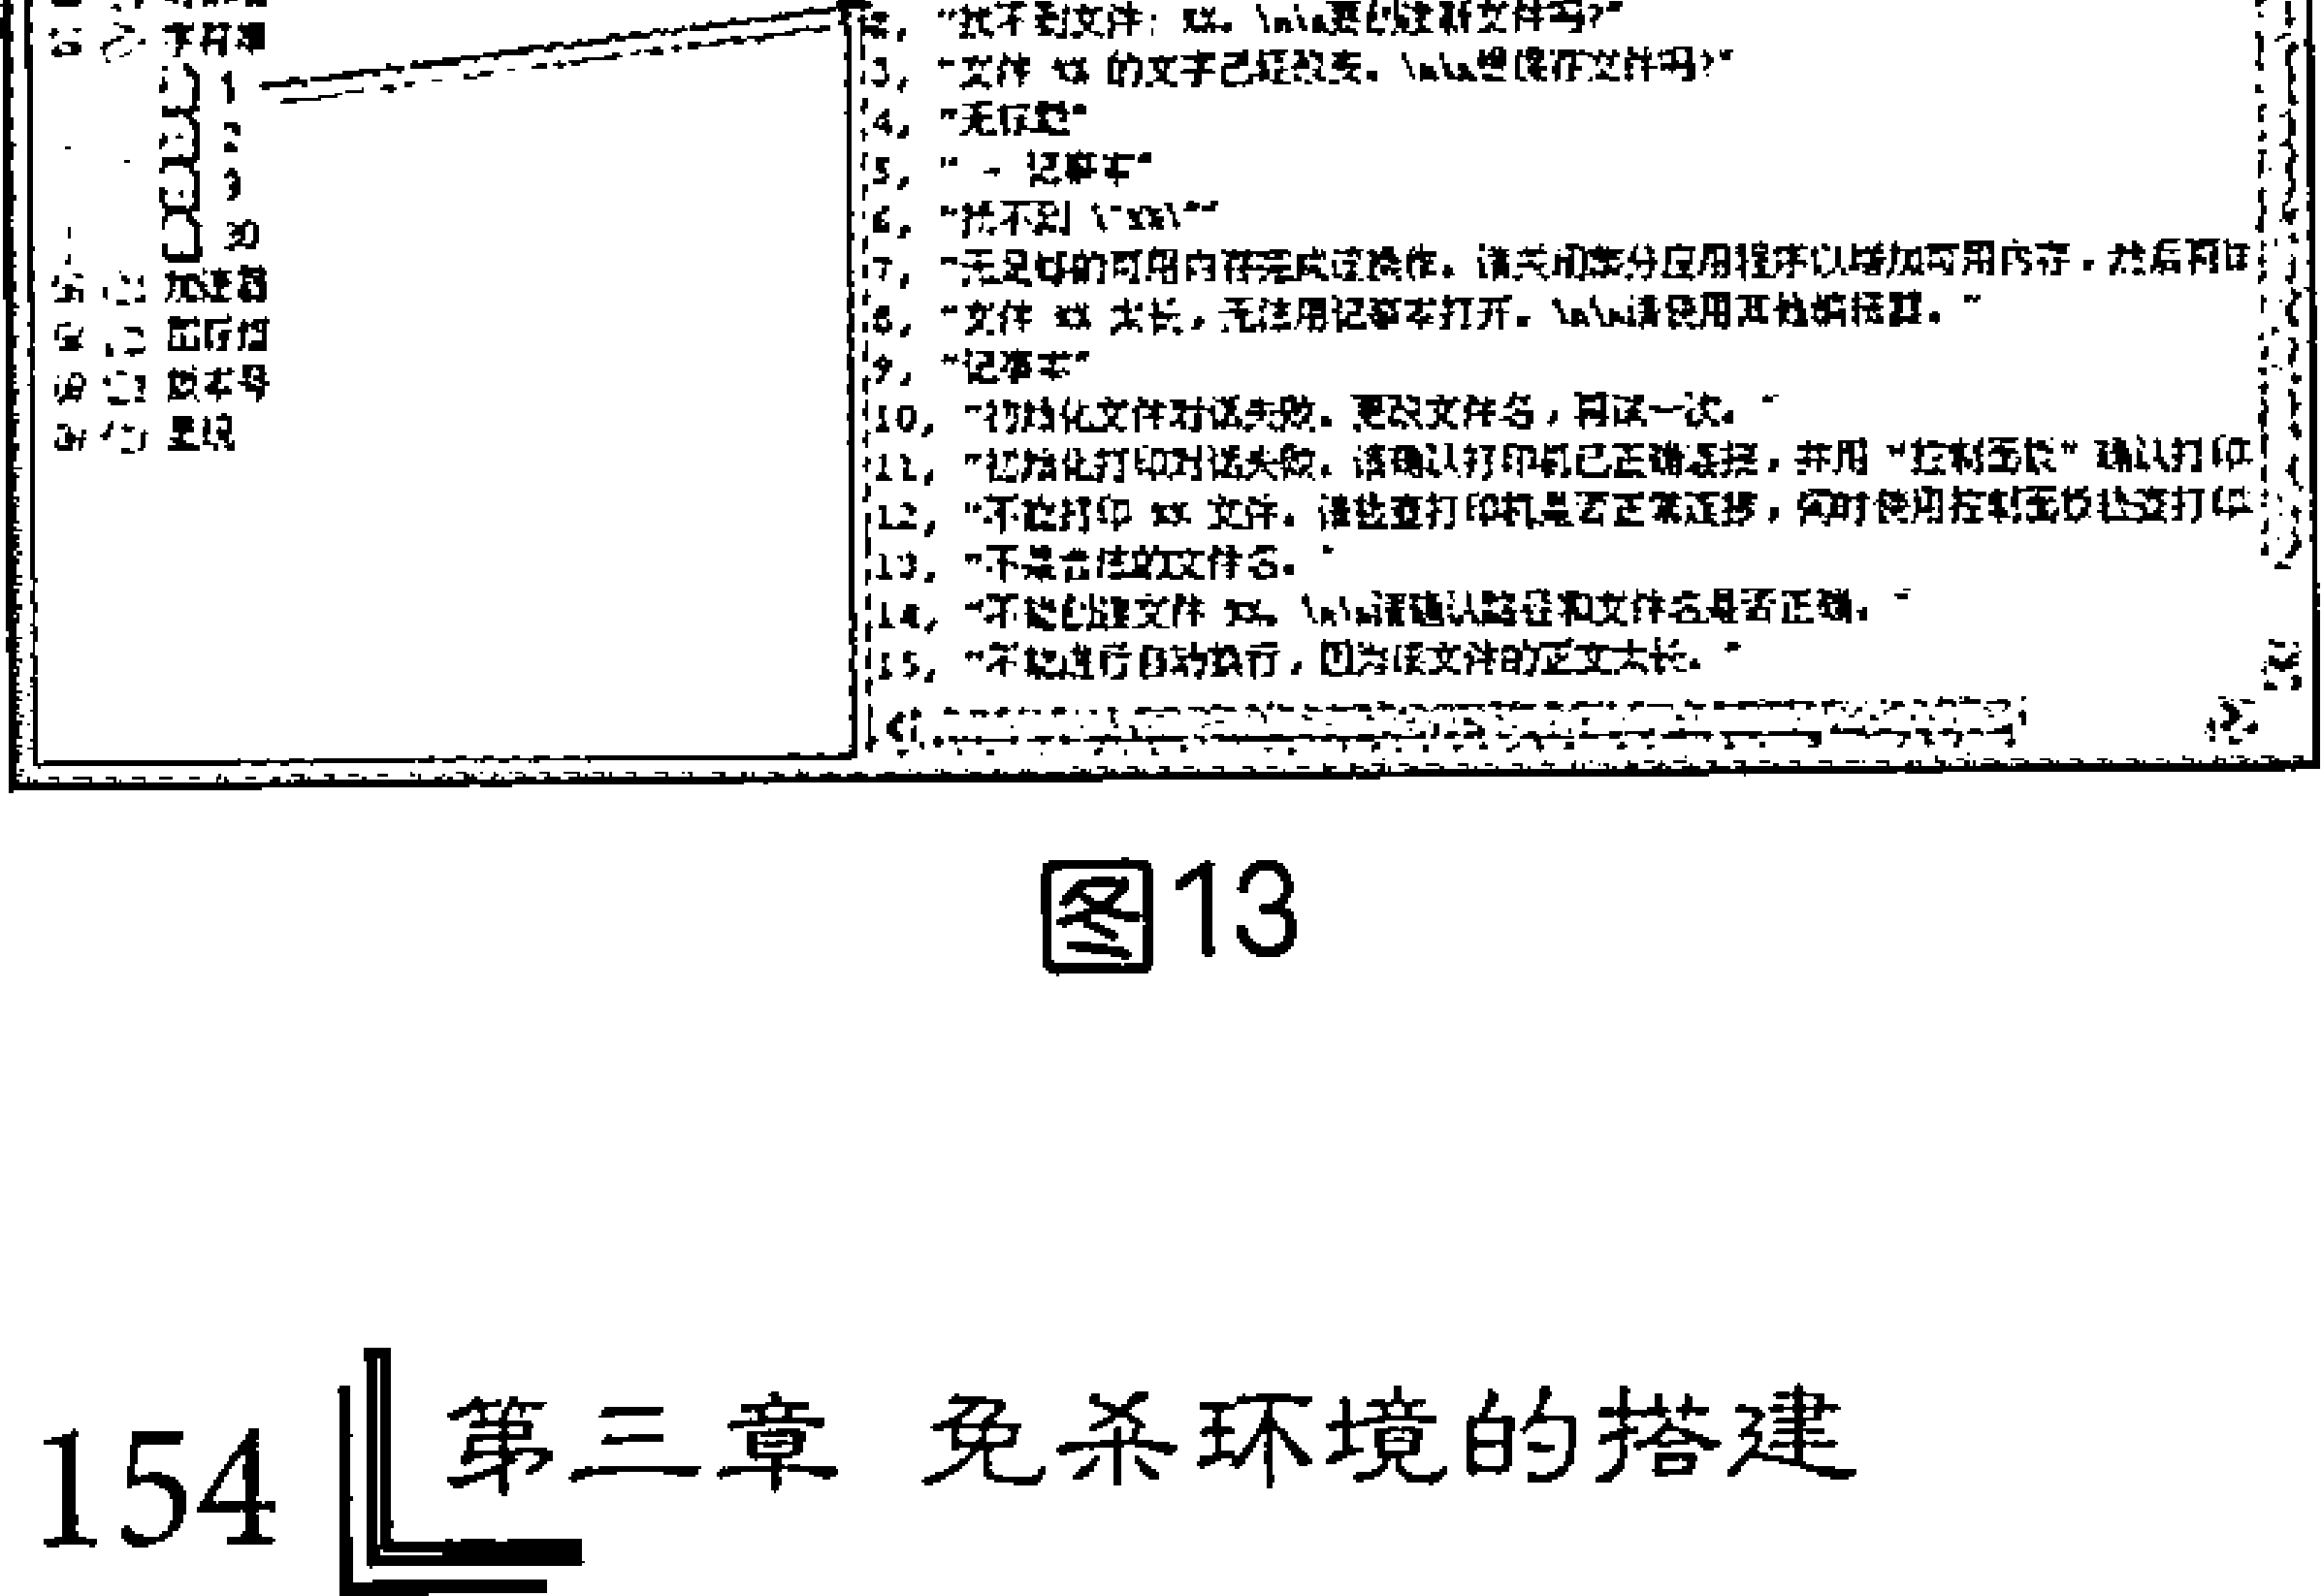 字符串
1
2
9
30
加速器
图标组
版本号
2, "找不到文件: %%。\n\n要创建新文件吗?"
3, "文件 %% 的文字已经改变。\n\n想保存文件吗?"
4, "无标题"
5, " - 记事本"
6, "找不到 \"%%\""
7, "无足够的可用内存完成该操作。请关闭部分应用程序以增加可用内存,然后再
8, "文件 %% 太长,无法用记事本打开。\n\n请使用其他编辑器。"
9, "记事本"
10, "初始化文件对话失败。更改文件名,再试一次。"
11, "初始化打印对话失败。请确认打印机已正确连接,并用 "控制面板" 确认打印
12, "不能打印 %% 文件。请检查打印机是否正常连接,同时使用控制面板检查打印
13, "不是合法的文件名。"
14, "不能创建文件 %%。\n\n请确认路径和文件名是否正确。"
15, "不能进行自动换行,因为该文件的正文太长。"
图13
154 第三章 免杀环境的搭建